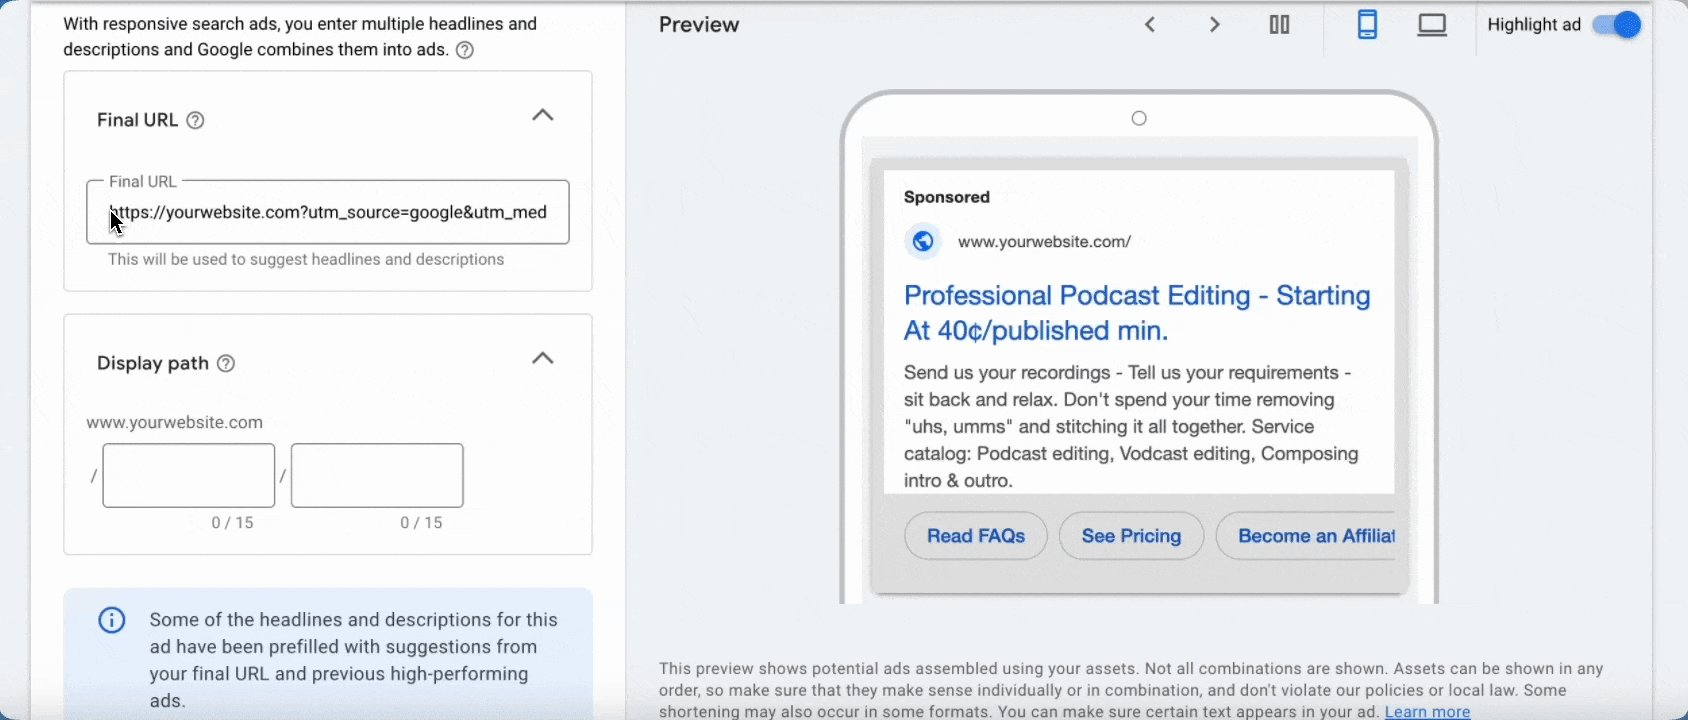 With responsive search ads, you enter multiple headlines and
descriptions and Google combines them into ads.
Final URL
Final URL
https://yourwebsite.com?utm_source=google&utm_med
This will be used to suggest headlines and descriptions
Display path
www.yourwebsite.com
/ /
0 / 15 0 / 15
Some of the headlines and descriptions for this
ad have been prefilled with suggestions from
your final URL and previous high-performing
ads.
Preview
Highlight ad
Sponsored
www.yourwebsite.com/
Professional Podcast Editing - Starting
At 40¢/published min.
Send us your recordings - Tell us your requirements -
sit back and relax. Don't spend your time removing
"uhs, umms" and stitching it all together. Service
catalog: Podcast editing, Vodcast editing, Composing
intro & outro.
Read FAQs See Pricing Become an Affiliat
This preview shows potential ads assembled using your assets. Not all combinations are shown. Assets can be shown in any
order, so make sure that they make sense individually or in combination, and don't violate our policies or local law. Some
shortening may also occur in some formats. You can make sure certain text appears in your ad. Learn more